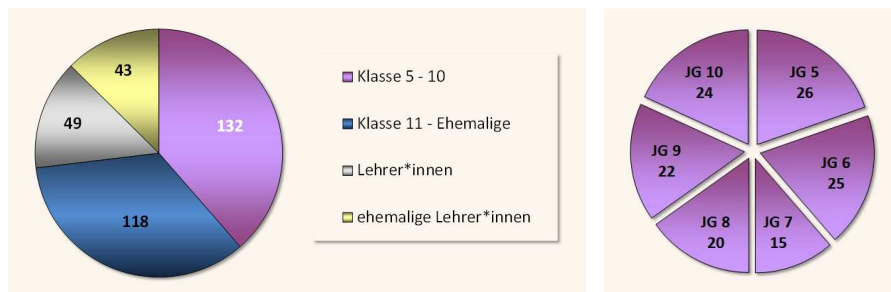 43
132
49
118
Klasse 5 - 10
Klasse 11 - Ehemalige
Lehrer*innen
ehemalige Lehrer*innen
JG 10
24
JG 5
26
JG 9
22
JG 6
25
JG 8
20
JG 7
15